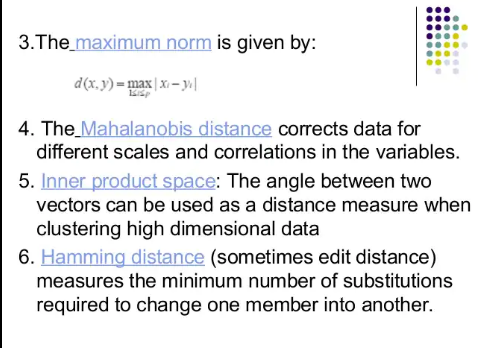 3.The maximum norm is given by:
d(x, y) = max | xᵢ − yᵢ |
1≤i≤p
4. The Mahalanobis distance corrects data for
different scales and correlations in the variables.
5. Inner product space: The angle between two
vectors can be used as a distance measure when
clustering high dimensional data
6. Hamming distance (sometimes edit distance)
measures the minimum number of substitutions
required to change one member into another.